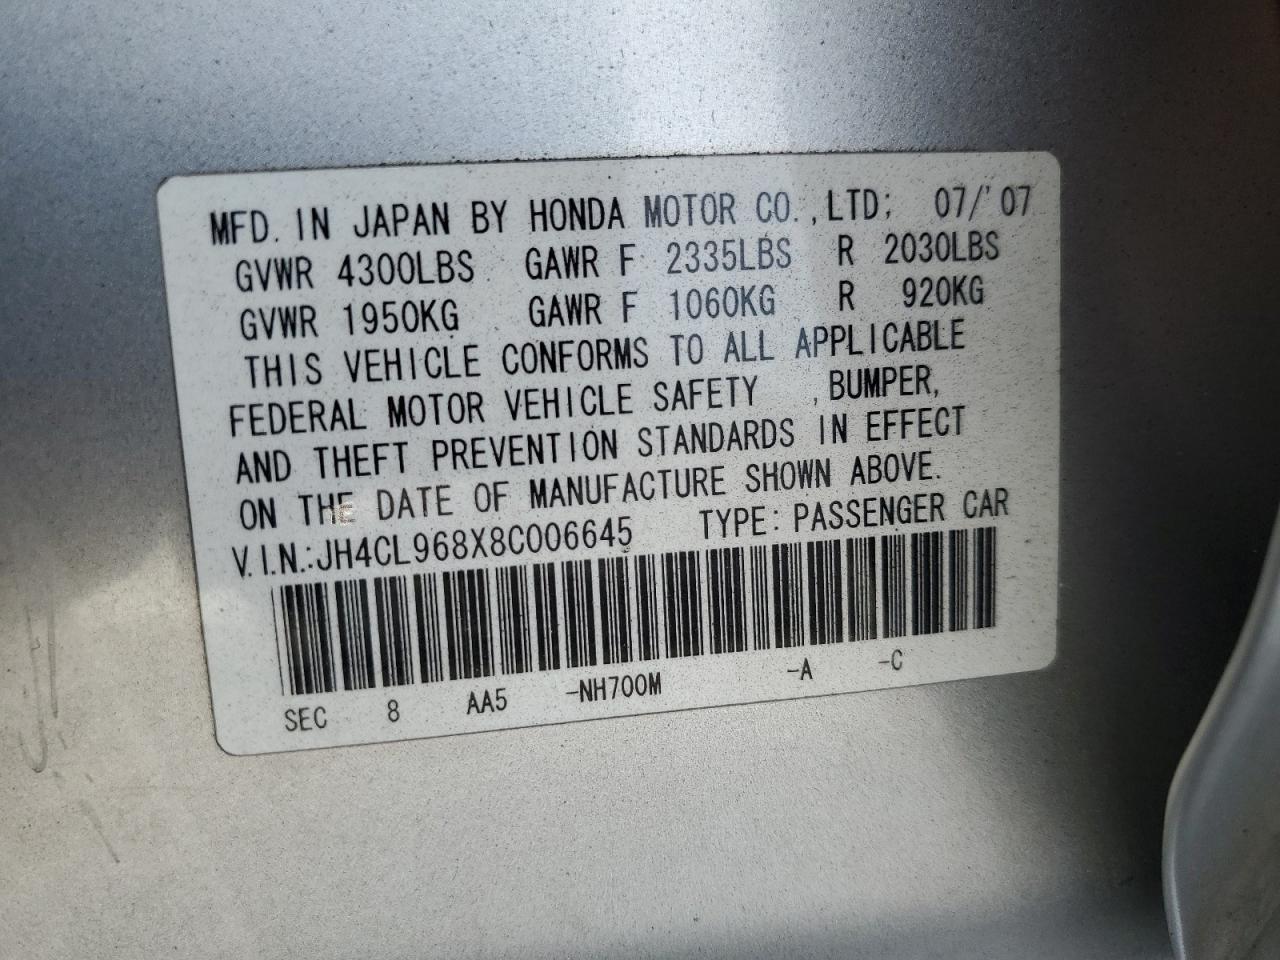 MFD. IN JAPAN BY HONDA MOTOR CO.,LTD; 07/'07
GVWR 4300LBS GAWR F 2335LBS R 2030LBS
GVWR 1950KG GAWR F 1060KG R 920KG
THIS VEHICLE CONFORMS TO ALL APPLICABLE
FEDERAL MOTOR VEHICLE SAFETY , BUMPER,
AND THEFT PREVENTION STANDARDS IN EFFECT
ON THE DATE OF MANUFACTURE SHOWN ABOVE.
V.I.N.:JH4CL968X8C006645 TYPE: PASSENGER CAR
SEC 8 AA5 -NH700M -A -C